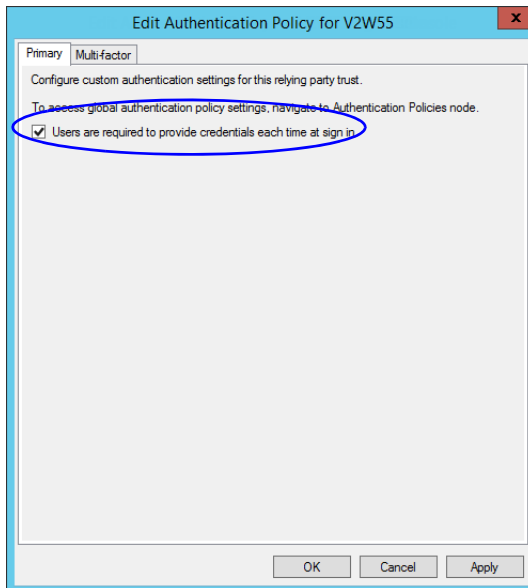 Edit Authentication Policy for V2W55
x
Primary Multi-factor
Configure custom authentication settings for this relying party trust.
To access global authentication policy settings, navigate to Authentication Policies node.
Users are required to provide credentials each time at sign in.
OK Cancel Apply